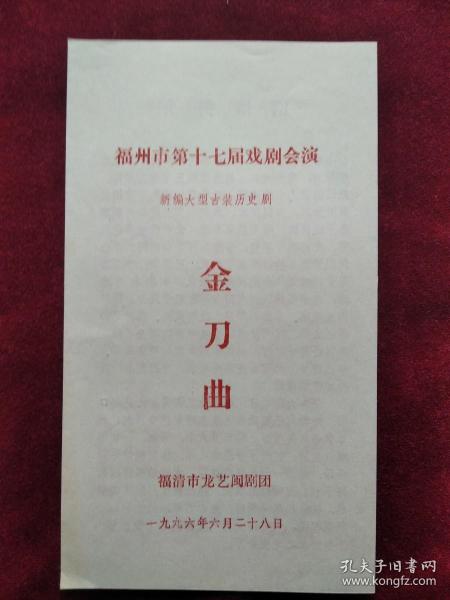 福州市第十七届戏剧会演
新编大型古装历史剧
金
刀
曲
福清市龙艺闽剧团
一九九六年六月二十八日
孔夫子旧书网
www.kongfz.com